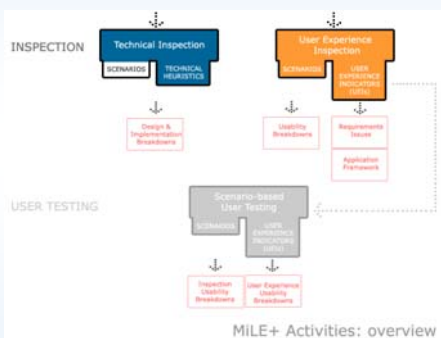 INSPECTION
Technical Inspection
SCENARIOS
TECHNICAL
HEURISTICS
User Experience
Inspection
SCENARIOS
USER
EXPERIENCE
INDICATORS
(UEIs)
Design &
Implementation
Breakdowns
Usability
Breakdowns
Requirements
Issues
Application
Framework
USER TESTING
Scenario-based
User Testing
SCENARIOS
USER
EXPERIENCE
INDICATORS
(UEIs)
Inspection
Usability
Breakdowns
User Experience
Usability
Breakdowns
MiLE+ Activities: overview